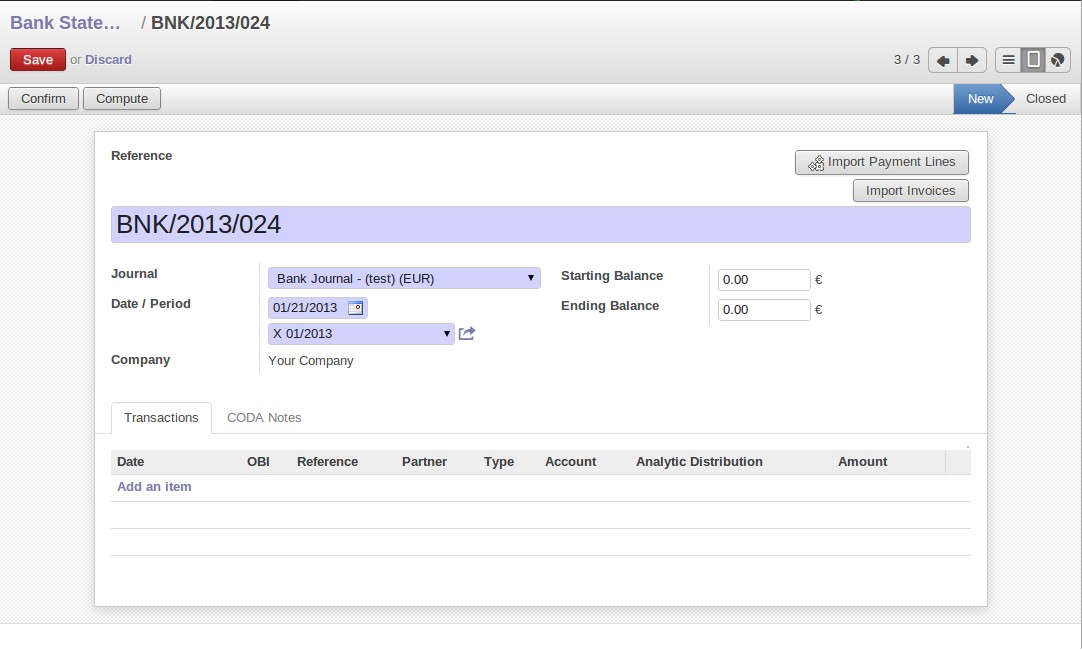 Bank State... / BNK/2013/024
Save or Discard
3 / 3
Confirm Compute
New Closed
Reference
Import Payment Lines
Import Invoices
BNK/2013/024
Journal Bank Journal - (test) (EUR)
Starting Balance 0.00 €
Date / Period 01/21/2013
Ending Balance 0.00 €
X 01/2013
Company Your Company
Transactions CODA Notes
Date OBI Reference Partner Type Account Analytic Distribution Amount
Add an item